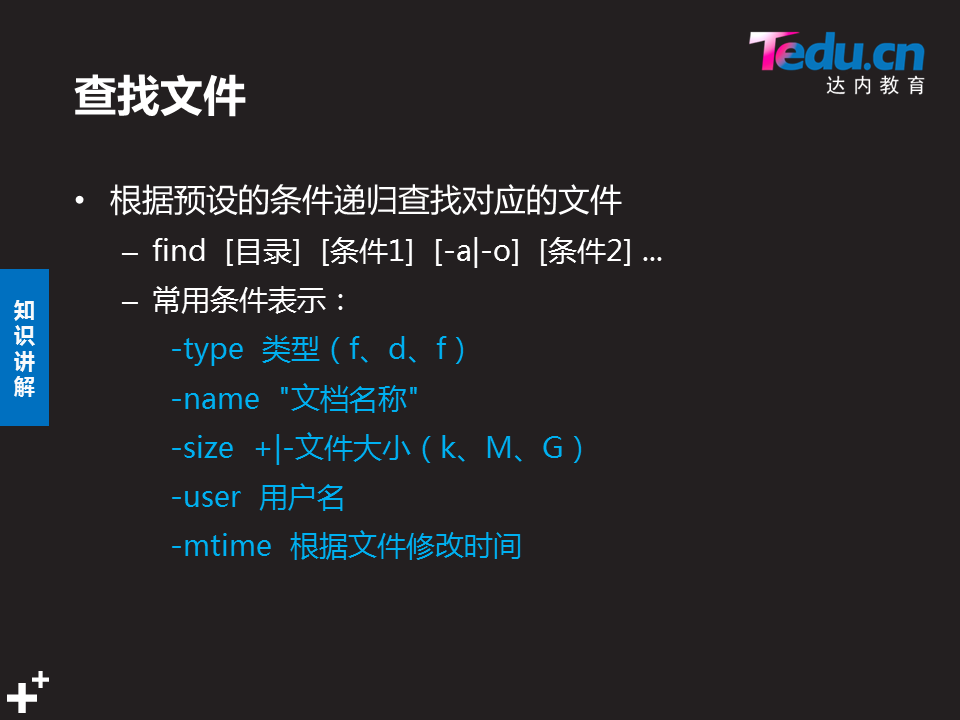 Tedu.cn
达内教育
查找文件
• 根据预设的条件递归查找对应的文件
– find [目录] [条件1] [-a|-o] [条件2] ...
– 常用条件表示：
-type 类型（f、d、f）
-name "文档名称"
-size +|-文件大小（k、M、G）
-user 用户名
-mtime 根据文件修改时间
知识讲解